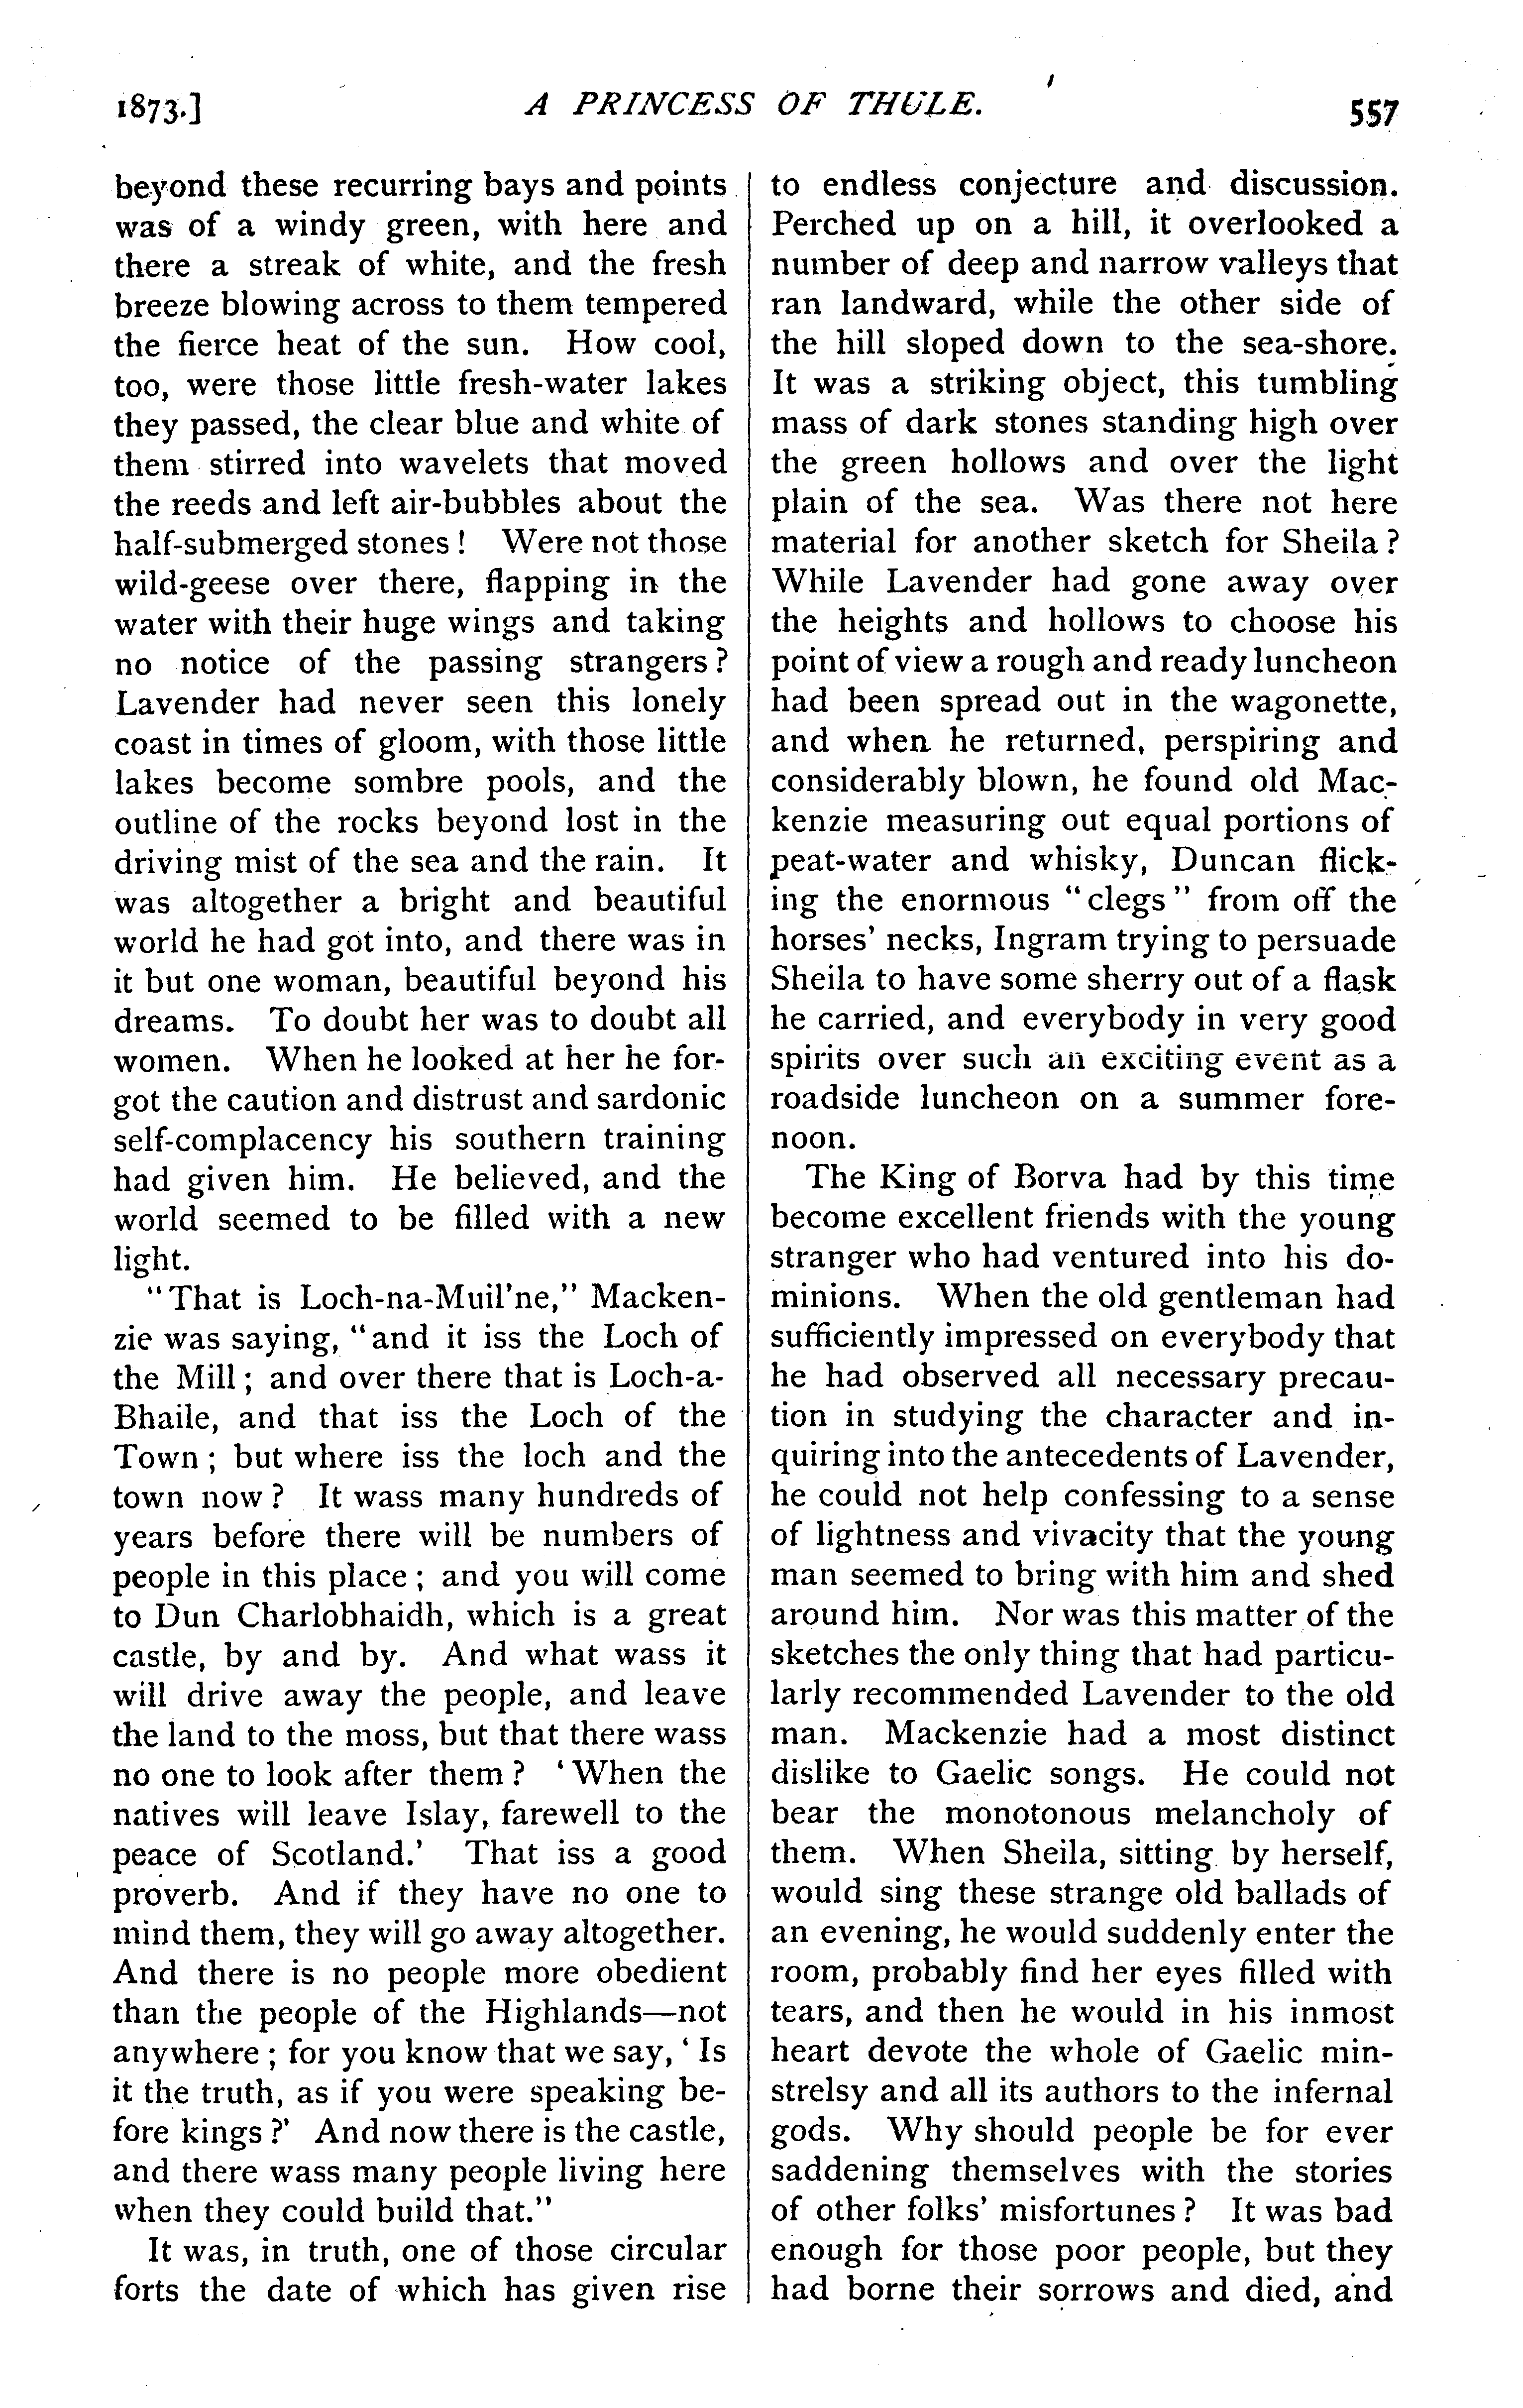 1873.]
A PRINCESS OF THULE.
557
beyond these recurring bays and points
was of a windy green, with here and
there a streak of white, and the fresh
breeze blowing across to them tempered
the fierce heat of the sun. How cool,
too, were those little fresh-water lakes
they passed, the clear blue and white of
them stirred into wavelets that moved
the reeds and left air-bubbles about the
half-submerged stones! Were not those
wild-geese over there, flapping in the
water with their huge wings and taking
no notice of the passing strangers?
Lavender had never seen this lonely
coast in times of gloom, with those little
lakes become sombre pools, and the
outline of the rocks beyond lost in the
driving mist of the sea and the rain. It
was altogether a bright and beautiful
world he had got into, and there was in
it but one woman, beautiful beyond his
dreams. To doubt her was to doubt all
women. When he looked at her he for-
got the caution and distrust and sardonic
self-complacency his southern training
had given him. He believed, and the
world seemed to be filled with a new
light.
"That is Loch-na-Muil'ne," Macken-
zie was saying, "and it iss the Loch of
the Mill; and over there that is Loch-a-
Bhaile, and that iss the Loch of the
Town; but where iss the loch and the
town now? It wass many hundreds of
years before there will be numbers of
people in this place; and you will come
to Dun Charlobhaidh, which is a great
castle, by and by. And what wass it
will drive away the people, and leave
the land to the moss, but that there wass
no one to look after them? 'When the
natives will leave Islay, farewell to the
peace of Scotland.' That iss a good
proverb. And if they have no one to
mind them, they will go away altogether.
And there is no people more obedient
than the people of the Highlands—not
anywhere; for you know that we say, 'Is
it the truth, as if you were speaking be-
fore kings?' And now there is the castle,
and there wass many people living here
when they could build that."
It was, in truth, one of those circular
forts the date of which has given rise
to endless conjecture and discussion.
Perched up on a hill, it overlooked a
number of deep and narrow valleys that
ran landward, while the other side of
the hill sloped down to the sea-shore.
It was a striking object, this tumbling
mass of dark stones standing high over
the green hollows and over the light
plain of the sea. Was there not here
material for another sketch for Sheila?
While Lavender had gone away over
the heights and hollows to choose his
point of view a rough and ready luncheon
had been spread out in the wagonette,
and when he returned, perspiring and
considerably blown, he found old Mac-
kenzie measuring out equal portions of
peat-water and whisky, Duncan flick-
ing the enormous "clegs" from off the
horses' necks, Ingram trying to persuade
Sheila to have some sherry out of a flask
he carried, and everybody in very good
spirits over such an exciting event as a
roadside luncheon on a summer fore-
noon.
The King of Borva had by this time
become excellent friends with the young
stranger who had ventured into his do-
minions. When the old gentleman had
sufficiently impressed on everybody that
he had observed all necessary precau-
tion in studying the character and in-
quiring into the antecedents of Lavender,
he could not help confessing to a sense
of lightness and vivacity that the young
man seemed to bring with him and shed
around him. Nor was this matter of the
sketches the only thing that had particu-
larly recommended Lavender to the old
man. Mackenzie had a most distinct
dislike to Gaelic songs. He could not
bear the monotonous melancholy of
them. When Sheila, sitting by herself,
would sing these strange old ballads of
an evening, he would suddenly enter the
room, probably find her eyes filled with
tears, and then he would in his inmost
heart devote the whole of Gaelic min-
strelsy and all its authors to the infernal
gods. Why should people be for ever
saddening themselves with the stories
of other folks' misfortunes? It was bad
enough for those poor people, but they
had borne their sorrows and died, and